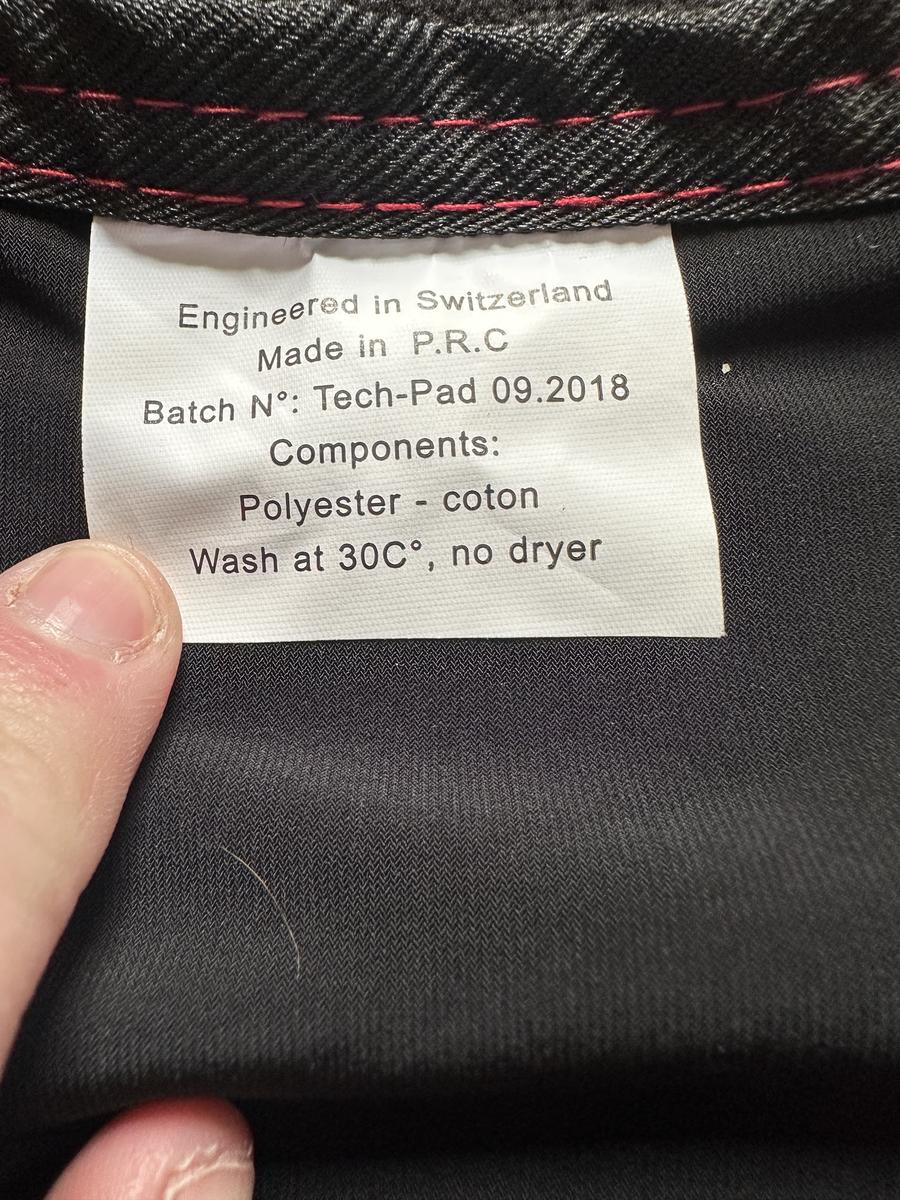 Engineered in Switzerland
Made in P.R.C
Batch N°: Tech-Pad 09.2018
Components:
Polyester - coton
Wash at 30C°, no dryer